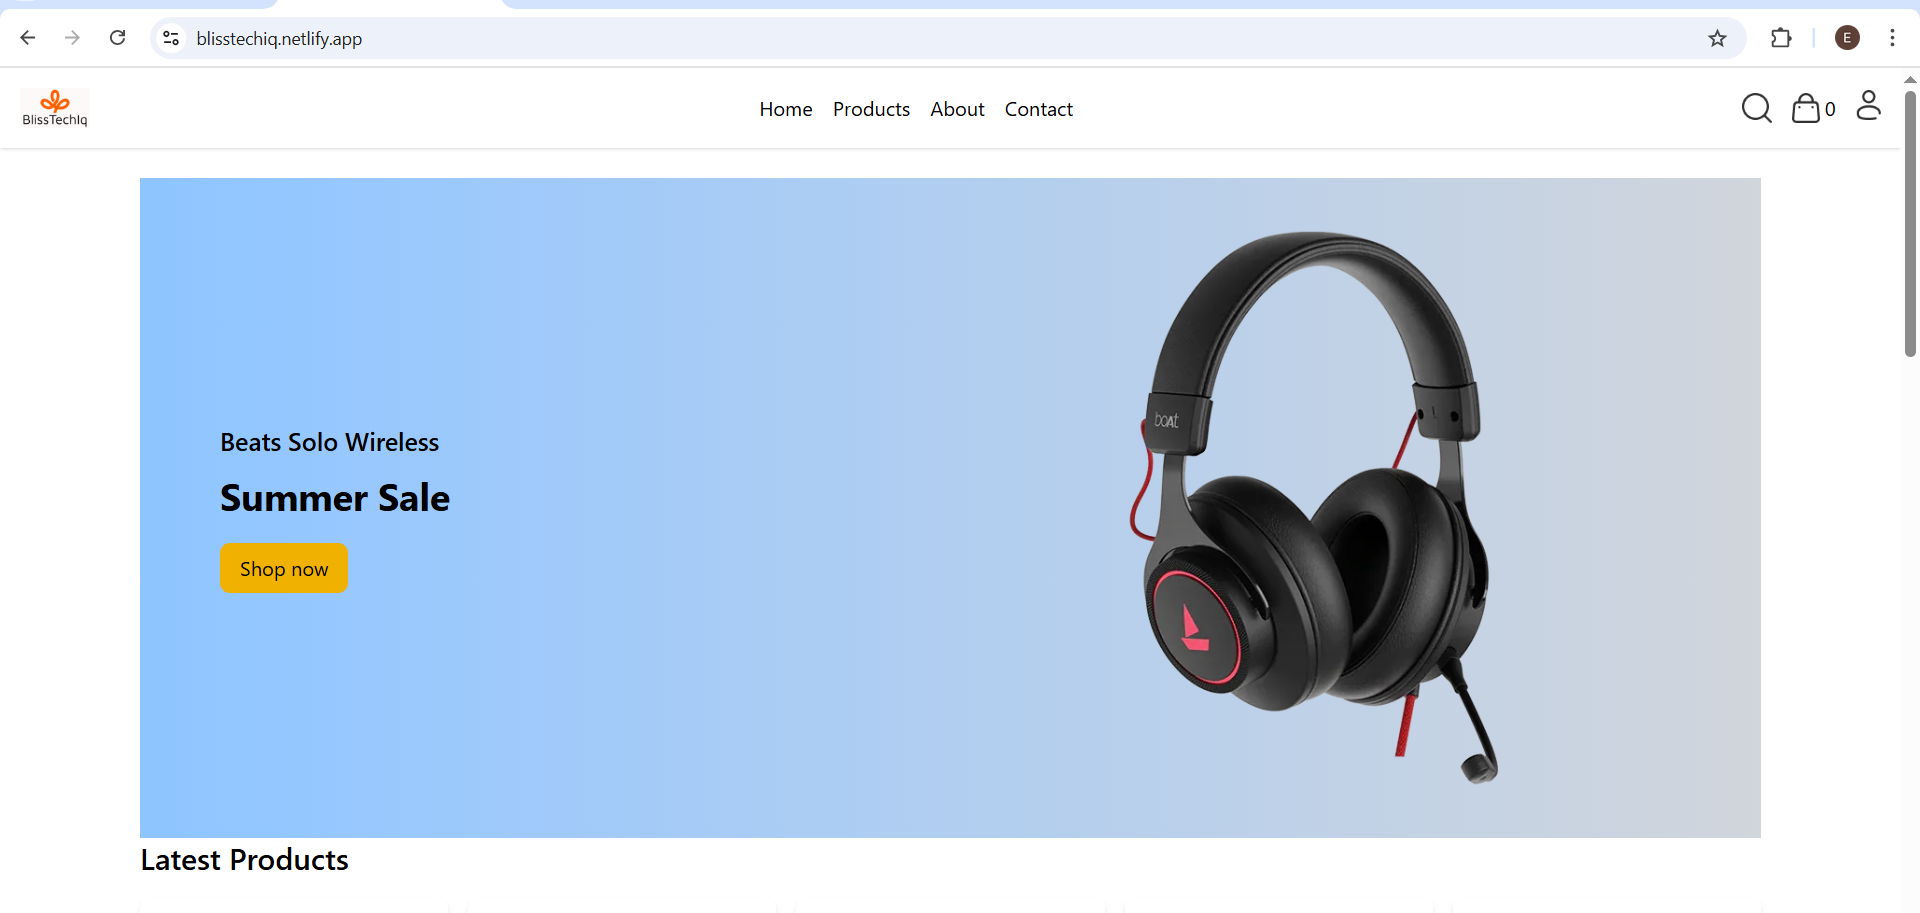 blisstechiq.netlify.app
E
BlissTechIq
Home Products About Contact
0
boAt
L
Beats Solo Wireless
Summer Sale
Shop now
Latest Products